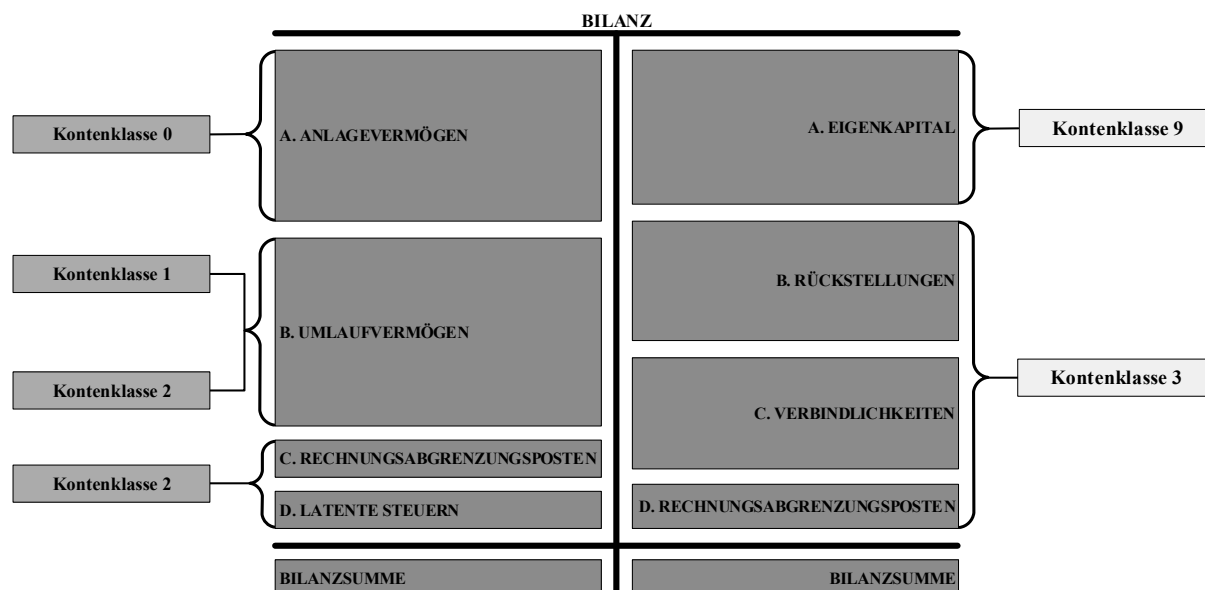 BILANZ
Kontenklasse 0
A. ANLAGEVERMÖGEN
Kontenklasse 1
Kontenklasse 2
B. UMLAUFVERMÖGEN
Kontenklasse 2
C. RECHNUNGSABGRENZUNGSPOSTEN
D. LATENTE STEUERN
BILANZSUMME
A. EIGENKAPITAL
Kontenklasse 9
B. RÜCKSTELLUNGEN
C. VERBINDLICHKEITEN
D. RECHNUNGSABGRENZUNGSPOSTEN
Kontenklasse 3
BILANZSUMME